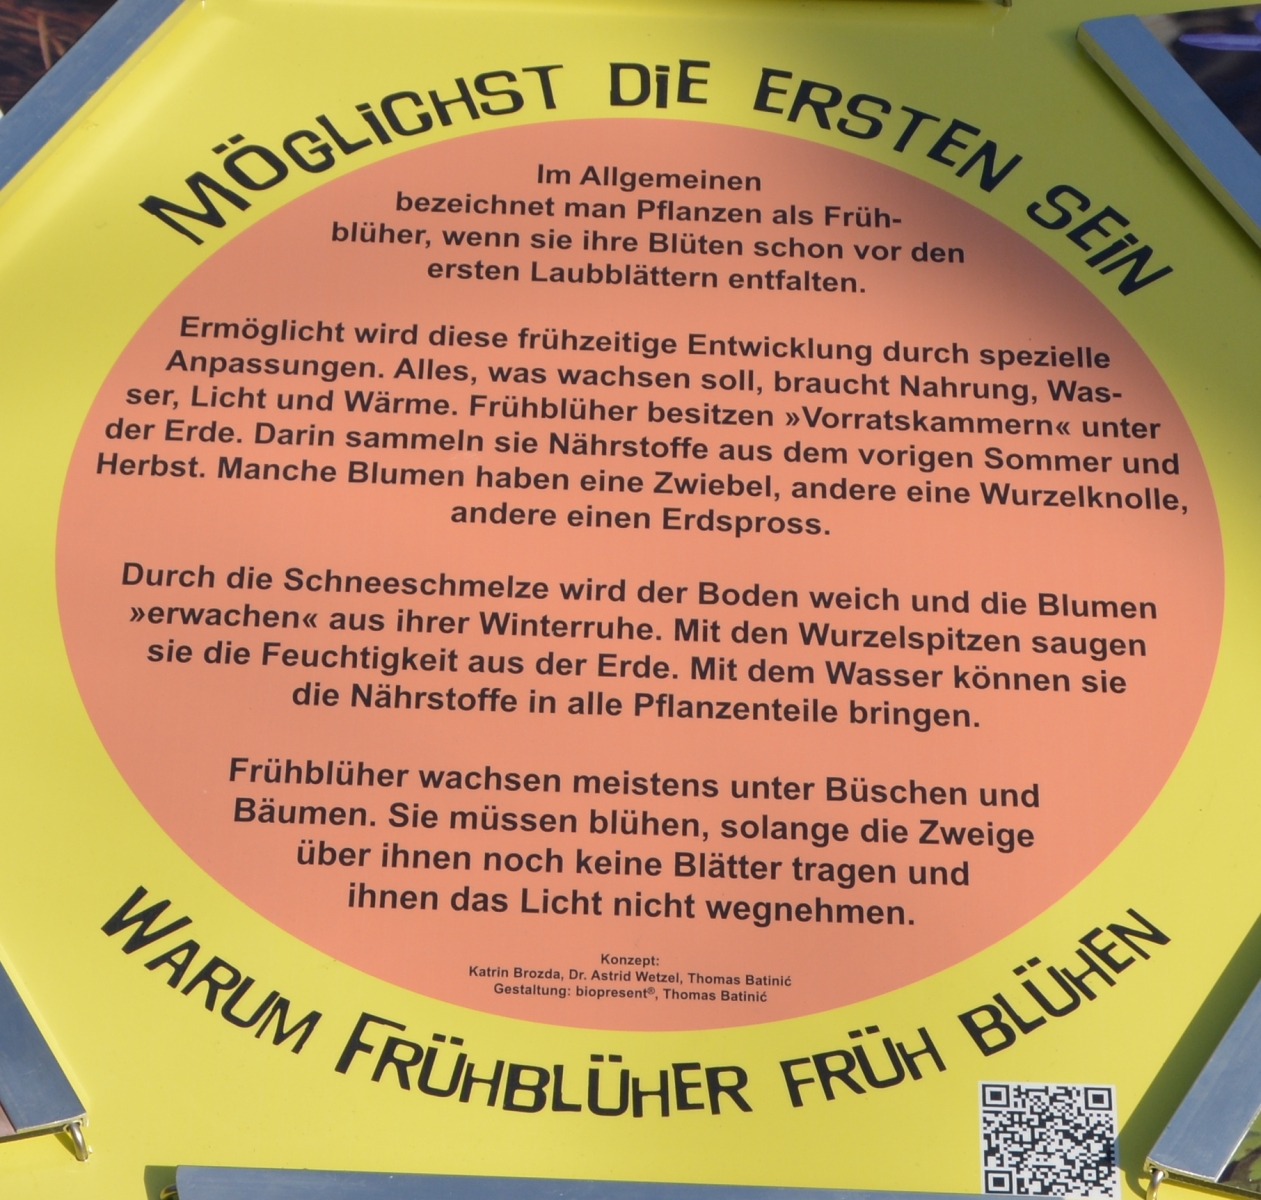 MÖGLiCHST DiE ERSTEN SEiN
Im Allgemeinen
bezeichnet man Pflanzen als Früh-
blüher, wenn sie ihre Blüten schon vor den
ersten Laubblättern entfalten.
Ermöglicht wird diese frühzeitige Entwicklung durch spezielle
Anpassungen. Alles, was wachsen soll, braucht Nahrung, Was-
ser, Licht und Wärme. Frühblüher besitzen »Vorratskammern« unter
der Erde. Darin sammeln sie Nährstoffe aus dem vorigen Sommer und
Herbst. Manche Blumen haben eine Zwiebel, andere eine Wurzelknolle,
andere einen Erdspross.
Durch die Schneeschmelze wird der Boden weich und die Blumen
»erwachen« aus ihrer Winterruhe. Mit den Wurzelspitzen saugen
sie die Feuchtigkeit aus der Erde. Mit dem Wasser können sie
die Nährstoffe in alle Pflanzenteile bringen.
Frühblüher wachsen meistens unter Büschen und
Bäumen. Sie müssen blühen, solange die Zweige
über ihnen noch keine Blätter tragen und
ihnen das Licht nicht wegnehmen.
Konzept:
Katrin Brozda, Dr. Astrid Wetzel, Thomas Batinić
Gestaltung: biopresent®, Thomas Batinić
WARUM FRÜHBLÜHER FRÜH BLÜHEN